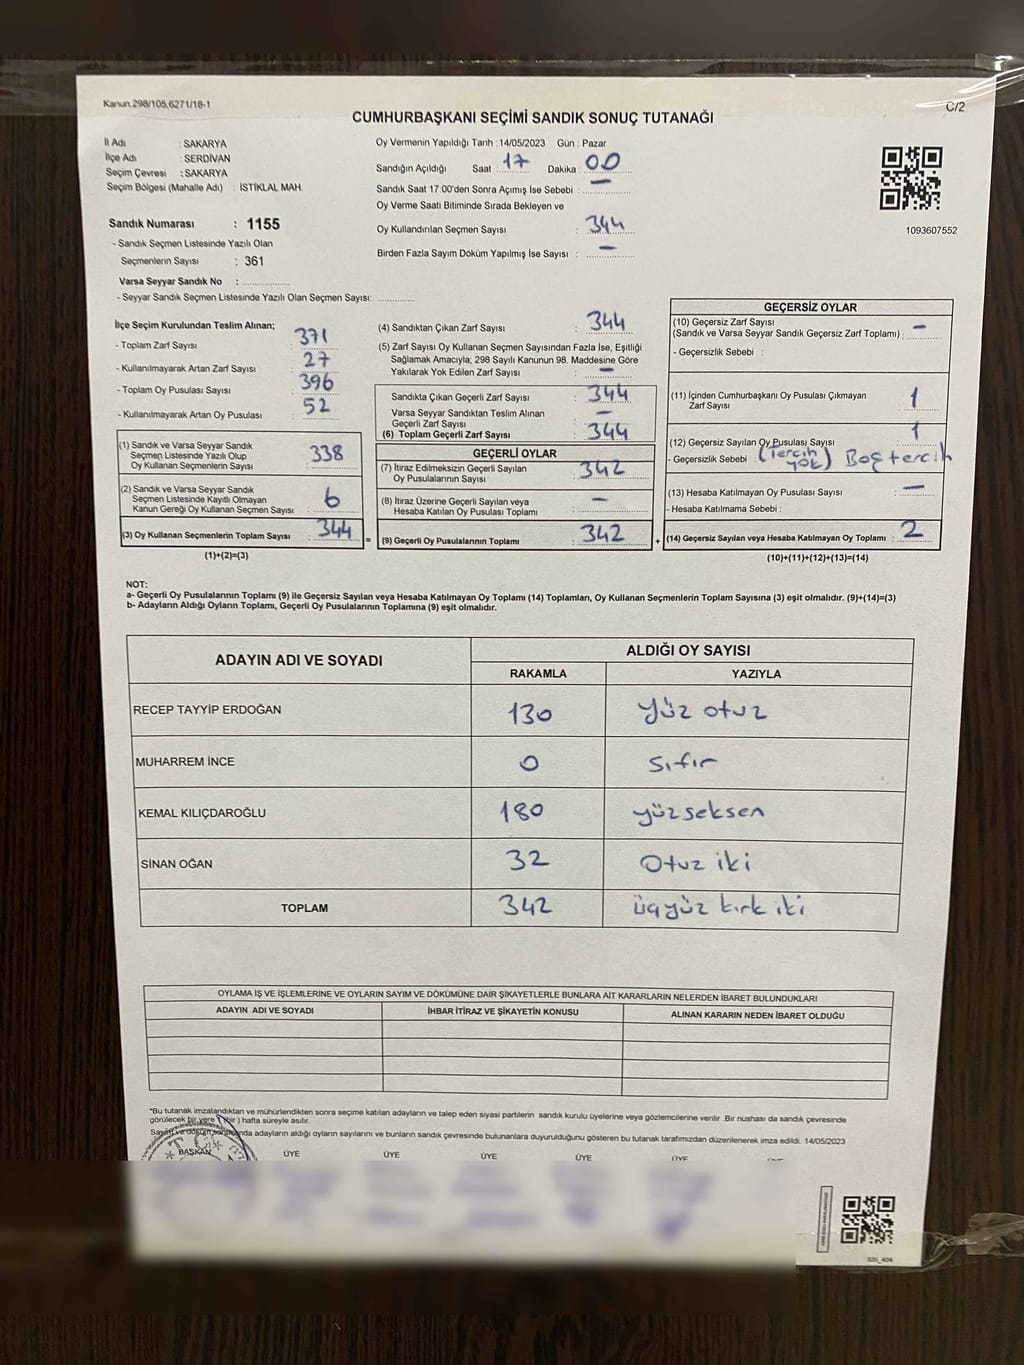 Kanun.298/105,6271/18-1
C/2
CUMHURBAŞKANI SEÇİMİ SANDIK SONUÇ TUTANAĞI
İl Adı : SAKARYA
İlçe Adı : SERDİVAN
Seçim Çevresi : SAKARYA
Seçim Bölgesi (Mahalle Adı) : İSTİKLAL MAH.
Oy Vermenin Yapıldığı Tarih : 14/05/2023 Gün : Pazar
Sandığın Açıldığı Saat 17 Dakika : 00
Sandık Saat 17:00'den Sonra Açılmış İse Sebebi : —
Oy Verme Saati Bitiminde Sırada Bekleyen ve
Oy Kullandırılan Seçmen Sayısı : 344
Birden Fazla Sayım Döküm Yapılmış İse Sayısı : —
1093607552
Sandık Numarası : 1155
- Sandık Seçmen Listesinde Yazılı Olan
Seçmenlerin Sayısı : 361
Varsa Seyyar Sandık No :
- Seyyar Sandık Seçmen Listesinde Yazılı Olan Seçmen Sayısı:
İlçe Seçim Kurulundan Teslim Alınan;
- Toplam Zarf Sayısı : 371
- Kullanılmayarak Artan Zarf Sayısı : 27
- Toplam Oy Pusulası Sayısı : 396
- Kullanılmayarak Artan Oy Pusulası : 52
(1) Sandık ve Varsa Seyyar Sandık
Seçmen Listesinde Yazılı Olup
Oy Kullanan Seçmenlerin Sayısı : 338
(2) Sandık ve Varsa Seyyar Sandık
Seçmen Listesinde Kayıtlı Olmayan
Kanun Gereği Oy Kullanan Seçmen Sayısı : 6
(3) Oy Kullanan Seçmenlerin Toplam Sayısı : 344
(1)+(2)=(3)
=
(4) Sandıktan Çıkan Zarf Sayısı : 344
(5) Zarf Sayısı Oy Kullanan Seçmen Sayısından Fazla İse, Eşitliği
Sağlamak Amacıyla; 298 Sayılı Kanunun 98. Maddesine Göre
Yakılarak Yok Edilen Zarf Sayısı : —
Sandıkta Çıkan Geçerli Zarf Sayısı : 344
Varsa Seyyar Sandıktan Teslim Alınan
Geçerli Zarf Sayısı : —
(6) Toplam Geçerli Zarf Sayısı : 344
GEÇERLİ OYLAR
(7) İtiraz Edilmeksizin Geçerli Sayılan
Oy Pusulalarının Sayısı : 342
(8) İtiraz Üzerine Geçerli Sayılan veya
Hesaba Katılan Oy Pusulası Toplamı : —
(9) Geçerli Oy Pusulalarının Toplamı : 342
+
GEÇERSİZ OYLAR
(10) Geçersiz Zarf Sayısı
(Sandık ve Varsa Seyyar Sandık Geçersiz Zarf Toplamı) : —
- Geçersizlik Sebebi :
(11) İçinden Cumhurbaşkanı Oy Pusulası Çıkmayan
Zarf Sayısı : 1
(12) Geçersiz Sayılan Oy Pusulası Sayısı : 1
- Geçersizlik Sebebi : (Tercih yok) Boş tercih
(13) Hesaba Katılmayan Oy Pusulası Sayısı : —
- Hesaba Katılmama Sebebi :
(14) Geçersiz Sayılan veya Hesaba Katılmayan Oy Toplamı : 2
(10)+(11)+(12)+(13)=(14)
NOT:
a- Geçerli Oy Pusulalarının Toplamı (9) ile Geçersiz Sayılan veya Hesaba Katılmayan Oy Toplamı (14) Toplamları, Oy Kullanan Seçmenlerin Toplam Sayısına (3) eşit olmalıdır. (9)+(14)=(3)
b- Adayların Aldığı Oyların Toplamı, Geçerli Oy Pusulalarının Toplamına (9) eşit olmalıdır.
ADAYIN ADI VE SOYADI ALDIĞI OY SAYISI
RAKAMLA YAZIYLA
RECEP TAYYİP ERDOĞAN 130 yüz otuz
MUHARREM İNCE 0 sıfır
KEMAL KILIÇDAROĞLU 180 yüzseksen
SİNAN OĞAN 32 Otuz iki
TOPLAM 342 üçyüz kırk iki
OYLAMA İŞ VE İŞLEMLERİNE VE OYLARIN SAYIM VE DÖKÜMÜNE DAİR ŞİKAYETLERLE BUNLARA AİT KARARLARIN NELERDEN İBARET BULUNDUKLARI
ADAYIN ADI VE SOYADI İHBAR İTİRAZ VE ŞİKAYETİN KONUSU ALINAN KARARIN NEDEN İBARET OLDUĞU
*Bu tutanak imzalandıktan ve mühürlendikten sonra seçime katılan adayların ve talep eden siyasi partilerin sandık kurulu üyelerine veya gözlemcilerine verilir .Bir nüshası da sandık çevresinde
görülecek bir yere ( bir ) hafta süreyle asılır.
adayların aldığı oyların sayılarını ve bunların sandık çevresinde bulunanlara duyurulduğunu gösteren bu tutanak tarafımızdan düzenlenerek imza edildi. 14/05/2023
BAŞKAN ÜYE ÜYE ÜYE ÜYE ÜYE